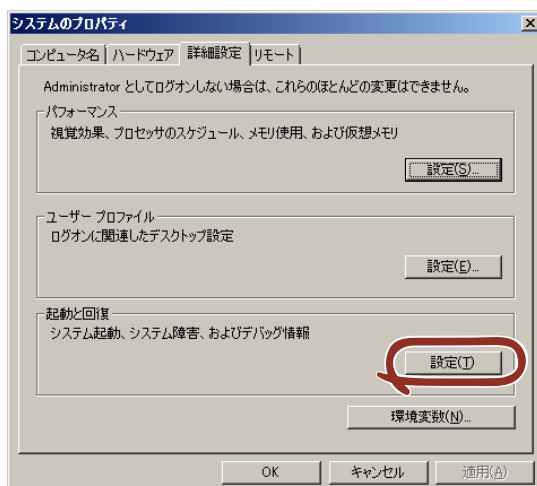 システムのプロパティ
コンピュータ名 ハードウェア 詳細設定 リモート
Administrator としてログオンしない場合は、これらのほとんどの変更はできません。
パフォーマンス
視覚効果、プロセッサのスケジュール、メモリ使用、および仮想メモリ
設定(S)...
ユーザー プロファイル
ログオンに関連したデスクトップ設定
設定(E)...
起動と回復
システム起動、システム障害、およびデバッグ情報
設定(T)
環境変数(N)...
OK キャンセル 適用(A)